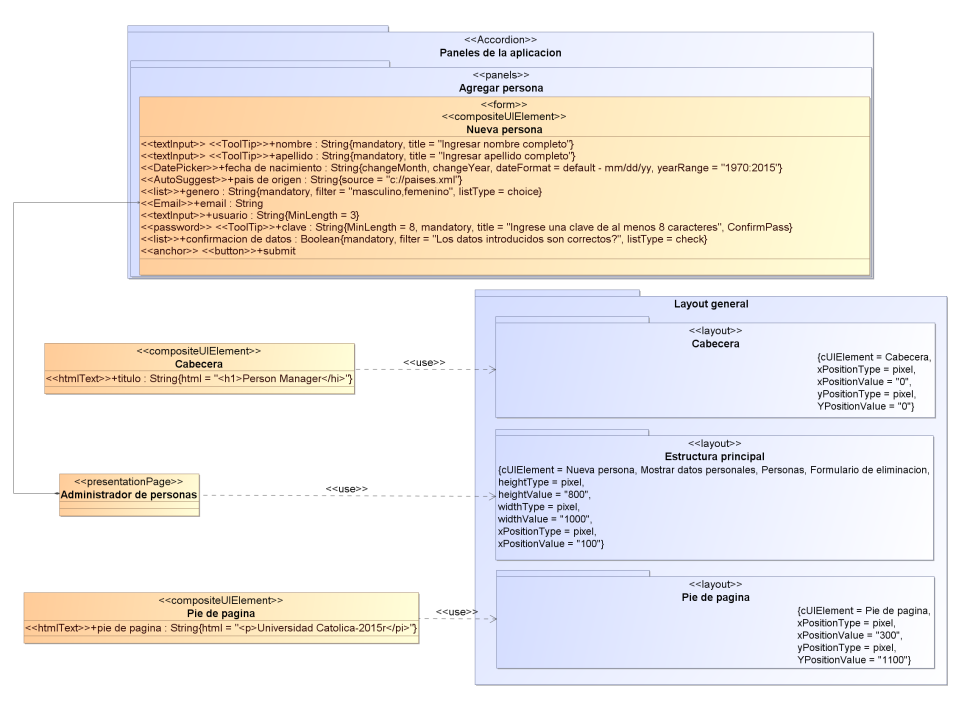 <<Accordion>>
Paneles de la aplicacion
<<panels>>
Agregar persona
<<form>>
<<compositeUIElement>>
Nueva persona
<<textInput>> <<ToolTip>>+nombre : String{mandatory, title = "Ingresar nombre completo"}
<<textInput>> <<ToolTip>>+apellido : String{mandatory, title = "Ingresar apellido completo"}
<<DatePicker>>+fecha de nacimiento : String{changeMonth, changeYear, dateFormat = default - mm/dd/yy, yearRange = "1970:2015"}
<<AutoSuggest>>+pais de origen : String{source = "c://paises.xml"}
<<list>>+genero : String{mandatory, filter = "masculino,femenino", listType = choice}
<<Email>>+email : String
<<textInput>>+usuario : String{MinLength = 3}
<<password>> <<ToolTip>>+clave : String{MinLength = 8, mandatory, title = "Ingrese una clave de al menos 8 caracteres", ConfirmPass}
<<list>>+confirmacion de datos : Boolean{mandatory, filter = "Los datos introducidos son correctos?", listType = check}
<<anchor>> <<button>>+submit
Layout general
<<layout>>
Cabecera
{cUIElement = Cabecera,
xPositionType = pixel,
xPositionValue = "0",
yPositionType = pixel,
YPositionValue = "0"}
<<compositeUIElement>>
Cabecera
<<htmlText>>+titulo : String{html = "<h1>Person Manager</hi>"}
<<use>>
<<layout>>
Estructura principal
{cUIElement = Nueva persona, Mostrar datos personales, Personas, Formulario de eliminacion,
heightType = pixel,
heightValue = "800",
widthType = pixel,
widthValue = "1000",
xPositionType = pixel,
xPositionValue = "100"}
<<presentationPage>>
Administrador de personas
<<use>>
<<layout>>
Pie de pagina
{cUIElement = Pie de pagina,
xPositionType = pixel,
xPositionValue = "300",
yPositionType = pixel,
YPositionValue = "1100"}
<<compositeUIElement>>
Pie de pagina
<<htmlText>>+pie de pagina : String{html = "<p>Universidad Catolica-2015r</pi>"}
<<use>>